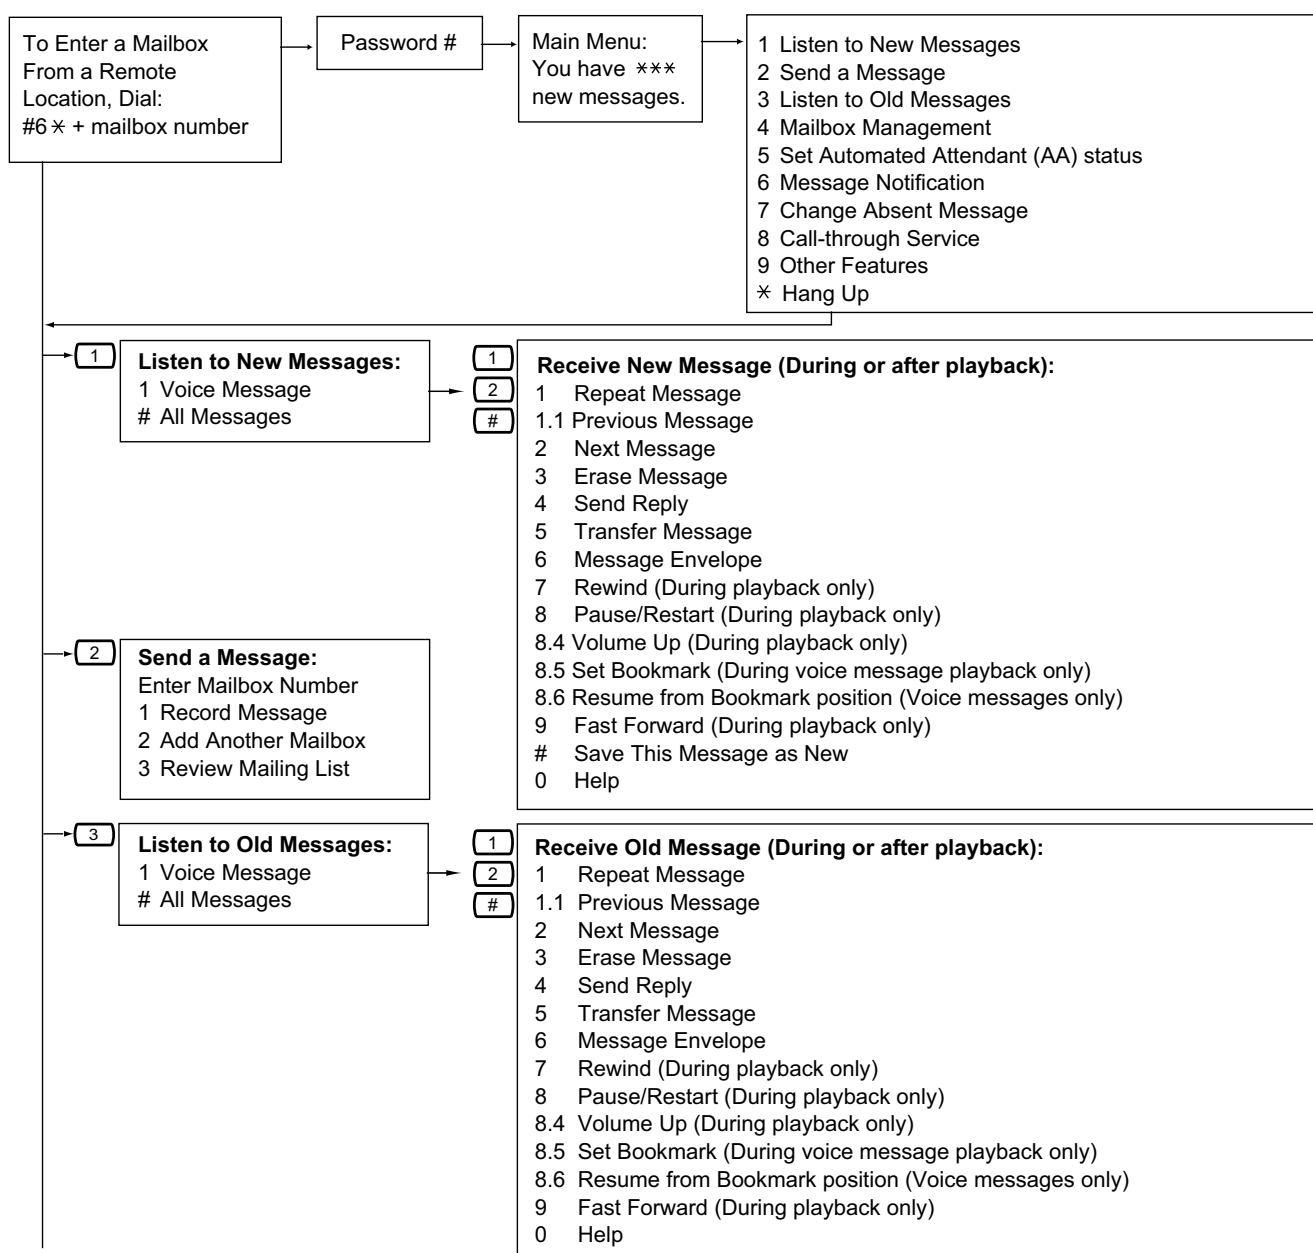 To Enter a Mailbox
From a Remote
Location, Dial:
#6✳ + mailbox number
Password #
Main Menu:
You have ✳✳✳
new messages.
1 Listen to New Messages
2 Send a Message
3 Listen to Old Messages
4 Mailbox Management
5 Set Automated Attendant (AA) status
6 Message Notification
7 Change Absent Message
8 Call-through Service
9 Other Features
✳ Hang Up
1
Listen to New Messages:
1 Voice Message
# All Messages
1
2
#
Receive New Message (During or after playback):
1 Repeat Message
1.1 Previous Message
2 Next Message
3 Erase Message
4 Send Reply
5 Transfer Message
6 Message Envelope
7 Rewind (During playback only)
8 Pause/Restart (During playback only)
8.4 Volume Up (During playback only)
8.5 Set Bookmark (During voice message playback only)
8.6 Resume from Bookmark position (Voice messages only)
9 Fast Forward (During playback only)
# Save This Message as New
0 Help
2
Send a Message:
Enter Mailbox Number
1 Record Message
2 Add Another Mailbox
3 Review Mailing List
3
Listen to Old Messages:
1 Voice Message
# All Messages
1
2
#
Receive Old Message (During or after playback):
1 Repeat Message
1.1 Previous Message
2 Next Message
3 Erase Message
4 Send Reply
5 Transfer Message
6 Message Envelope
7 Rewind (During playback only)
8 Pause/Restart (During playback only)
8.4 Volume Up (During playback only)
8.5 Set Bookmark (During voice message playback only)
8.6 Resume from Bookmark position (Voice messages only)
9 Fast Forward (During playback only)
0 Help